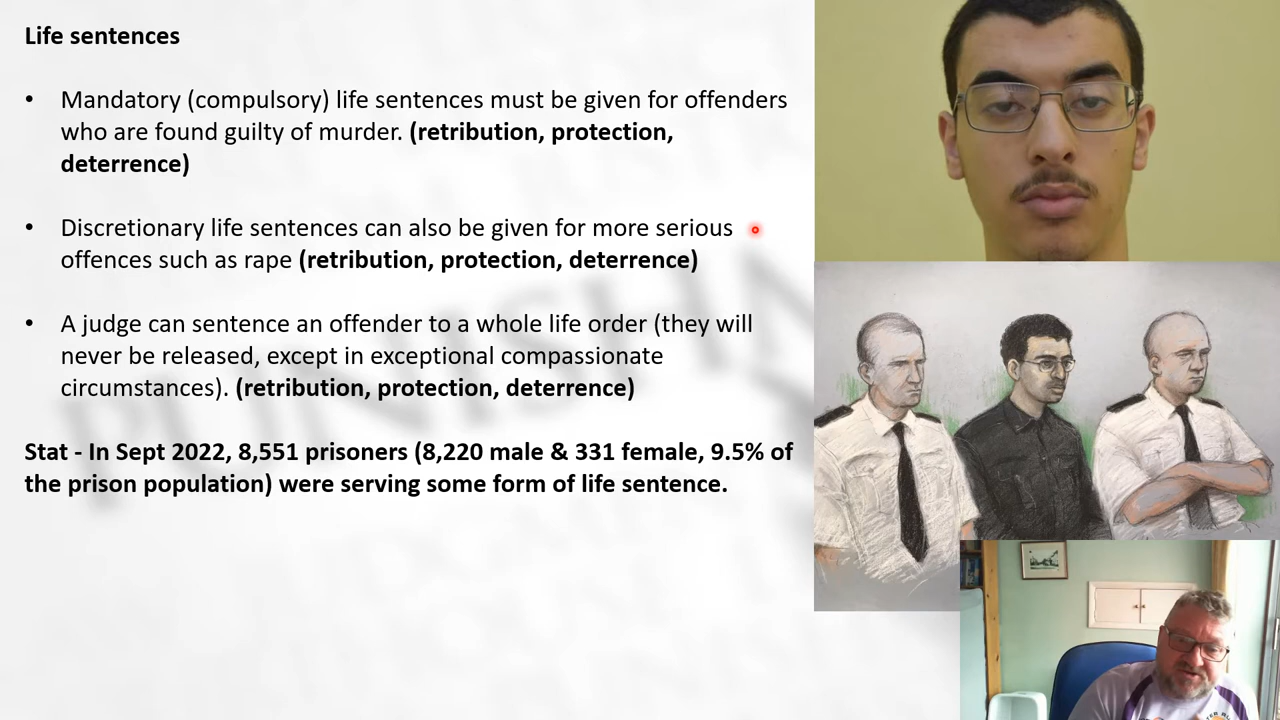 Life sentences
• Mandatory (compulsory) life sentences must be given for offenders
who are found guilty of murder. (retribution, protection,
deterrence)
• Discretionary life sentences can also be given for more serious
offences such as rape (retribution, protection, deterrence)
• A judge can sentence an offender to a whole life order (they will
never be released, except in exceptional compassionate
circumstances). (retribution, protection, deterrence)
Stat - In Sept 2022, 8,551 prisoners (8,220 male & 331 female, 9.5% of
the prison population) were serving some form of life sentence.